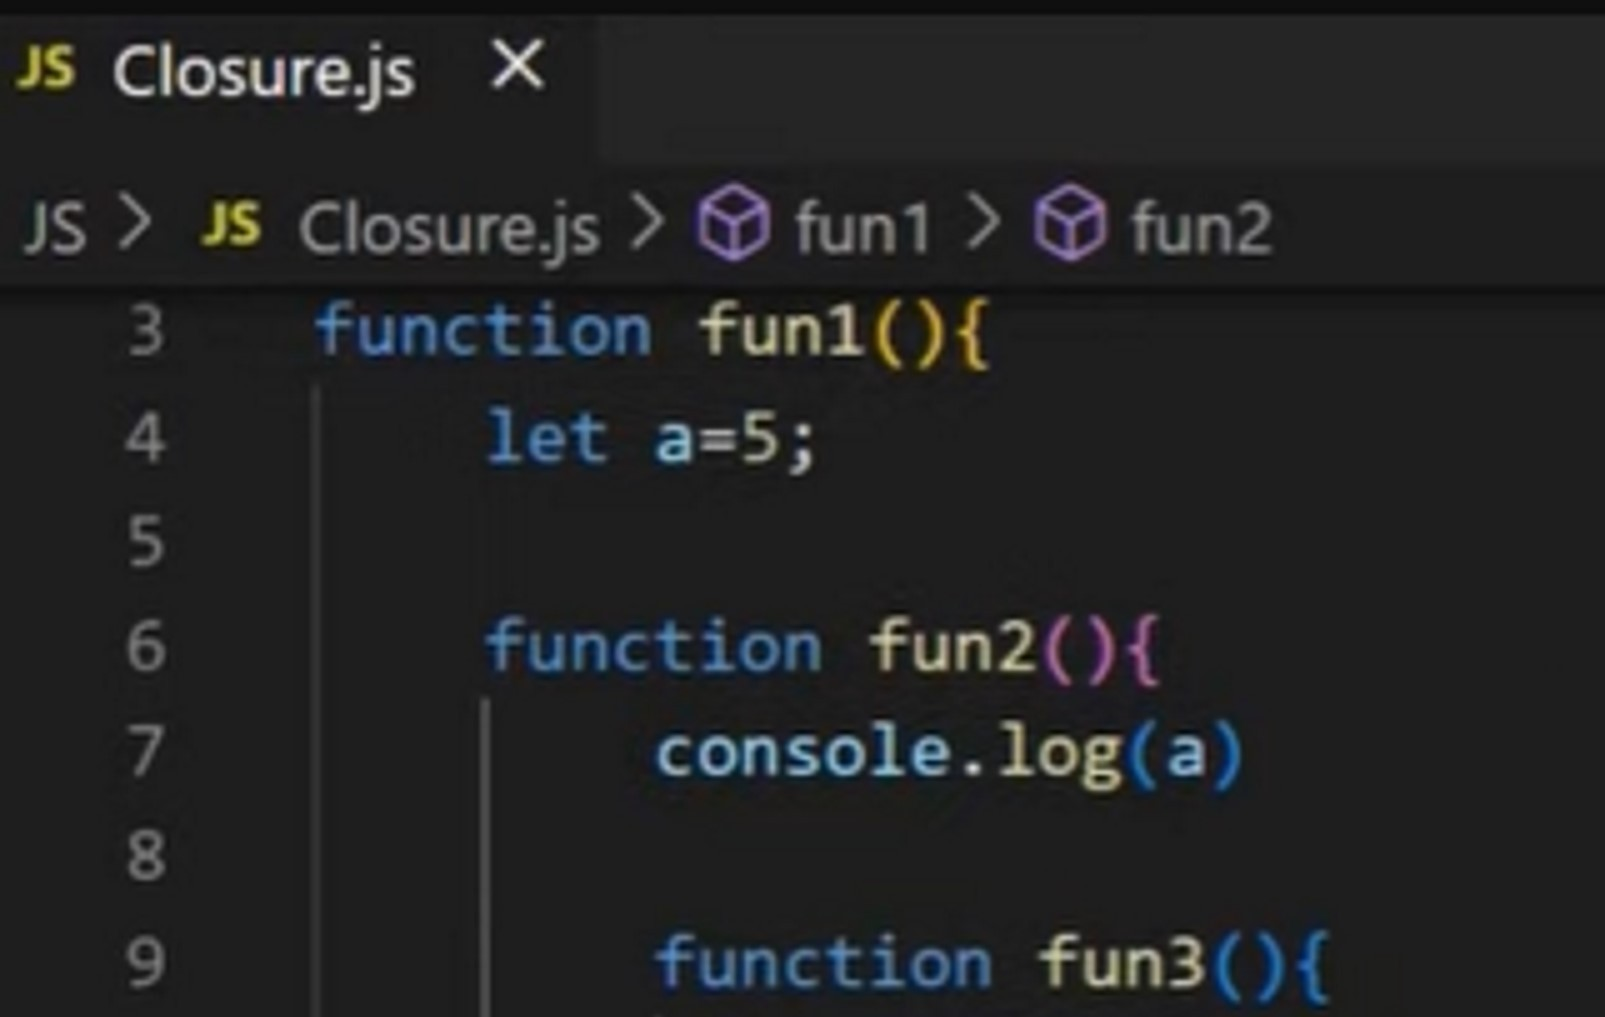 JS Closure.js ×
JS > JS Closure.js > fun1 > fun2
3 function fun1(){
4 let a=5;
5
6 function fun2(){
7 console.log(a)
8
9 function fun3(){